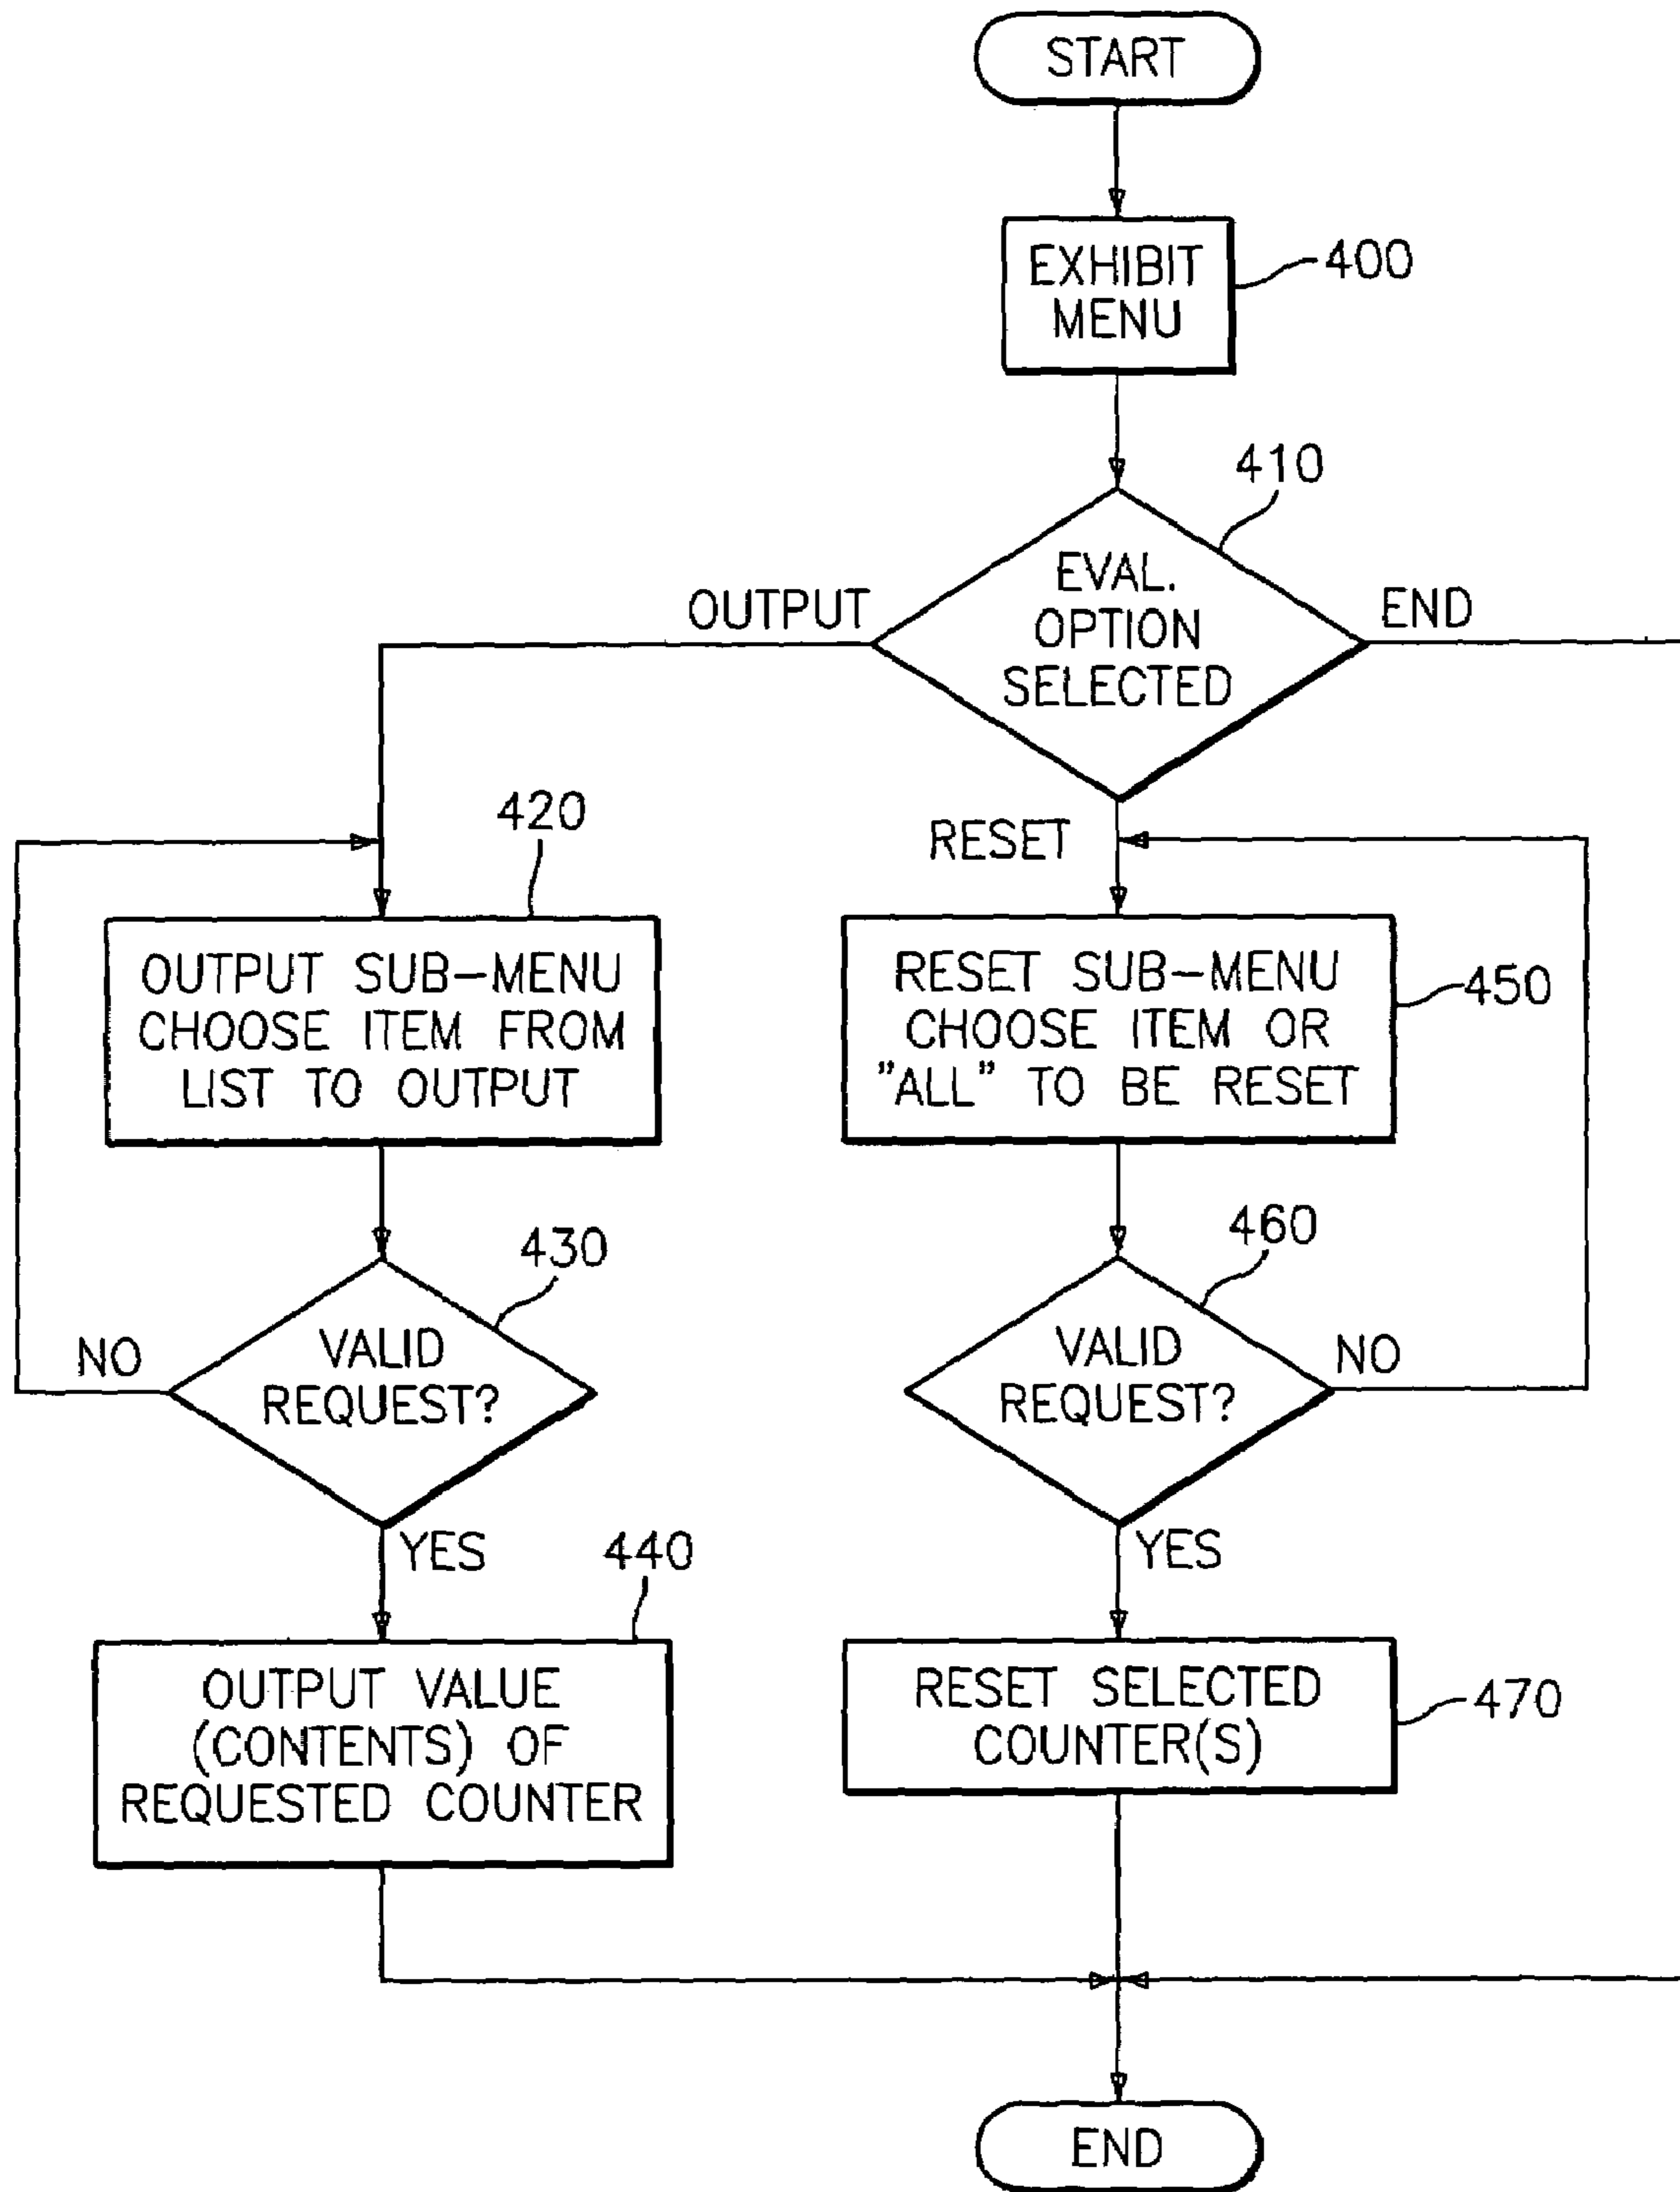 START
EXHIBIT
MENU
400
410
EVAL.
OPTION
SELECTED
OUTPUT
END
RESET
420
OUTPUT SUB-MENU
CHOOSE ITEM FROM
LIST TO OUTPUT
RESET SUB-MENU
CHOOSE ITEM OR
"ALL" TO BE RESET
450
430
VALID
REQUEST?
NO
YES
460
VALID
REQUEST?
NO
YES
440
OUTPUT VALUE
(CONTENTS) OF
REQUESTED COUNTER
RESET SELECTED
COUNTER(S)
470
END